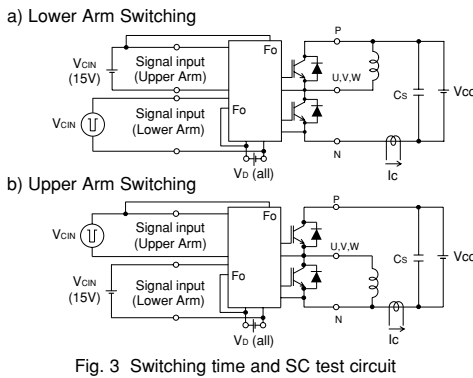 a) Lower Arm Switching
P
Fo
VCIN
(15V)
Signal input
(Upper Arm)
U,V,W
CS
Vcc
Fo
VCIN
Signal input
(Lower Arm)
N
VD (all)
Ic
b) Upper Arm Switching
P
Fo
VCIN
Signal input
(Upper Arm)
U,V,W
CS
Vcc
Fo
VCIN
(15V)
Signal input
(Lower Arm)
N
VD (all)
Ic
Fig. 3 Switching time and SC test circuit